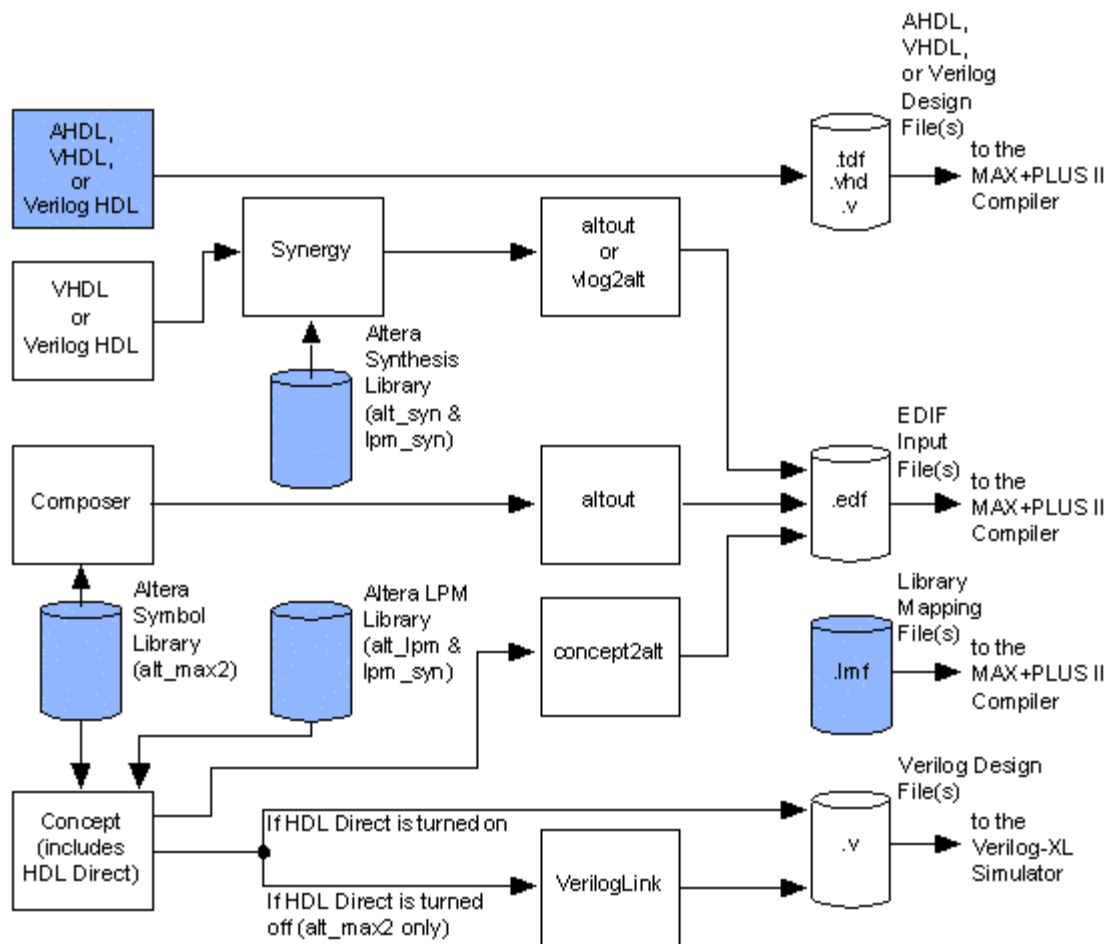 AHDL,
VHDL,
or Verilog
Design
File(s)
AHDL,
VHDL,
or
Verilog HDL
.tdf
.vhd
.v
to the
MAX+PLUS II
Compiler
VHDL
or
Verilog HDL
Synergy
altout
or
vlog2alt
Altera
Synthesis
Library
(alt_syn &
lpm_syn)
Composer
altout
EDIF
Input
File(s)
.edf
to the
MAX+PLUS II
Compiler
Altera
Symbol
Library
(alt_max2)
Altera LPM
Library
(alt_lpm &
lpm_syn)
concept2alt
Library
Mapping
File(s)
.lmf
to the
MAX+PLUS II
Compiler
Concept
(includes
HDL Direct)
If HDL Direct is turned on
If HDL Direct is turned
off (alt_max2 only)
VerilogLink
Verilog Design
File(s)
.v
to the
Verilog-XL
Simulator